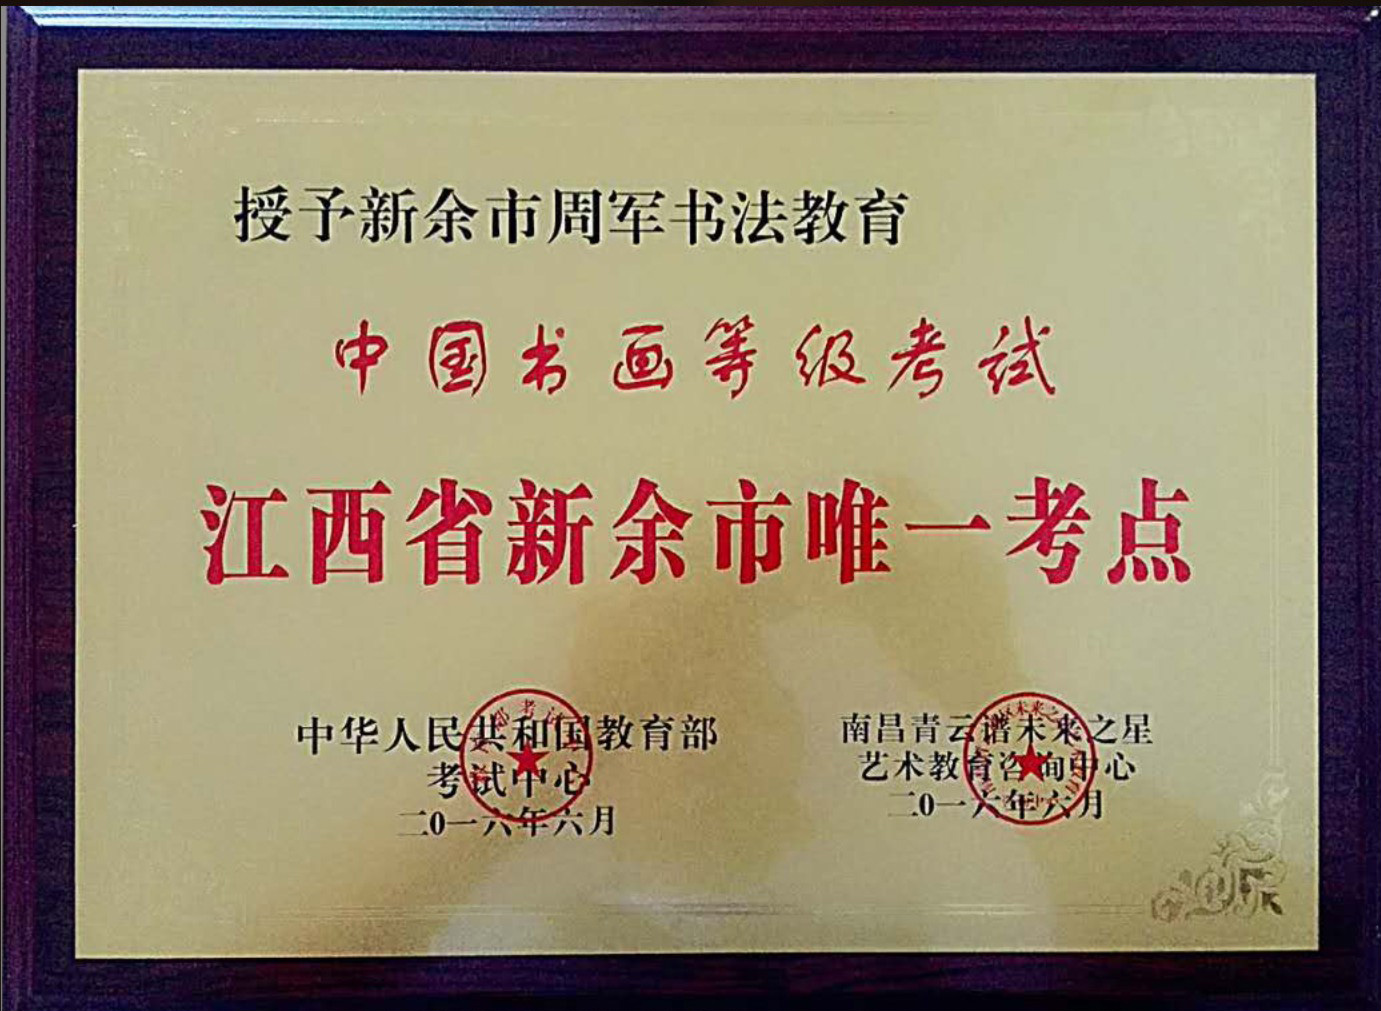 授予新余市周军书法教育
中国书画等级考试
江西省新余市唯一考点
中华人民共和国教育部
考试中心
二0一六年六月
南昌青云谱未来之星
艺术教育咨询中心
二0一六年六月